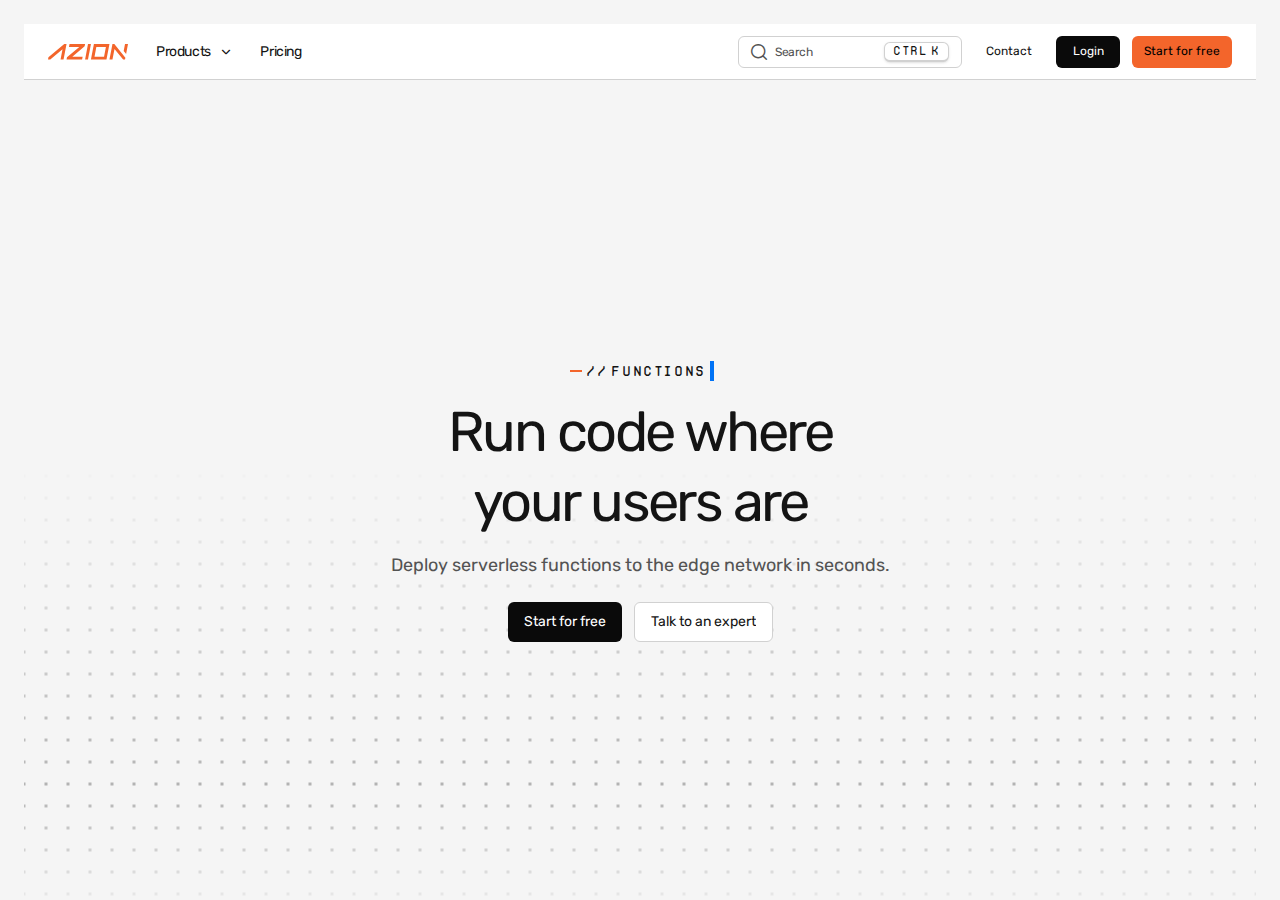 AZION
Products
Pricing
Search
CTRL K
Contact
Login
Start for free
// FUNCTIONS
Run code where
your users are
Deploy serverless functions to the edge network in seconds.
Start for free
Talk to an expert